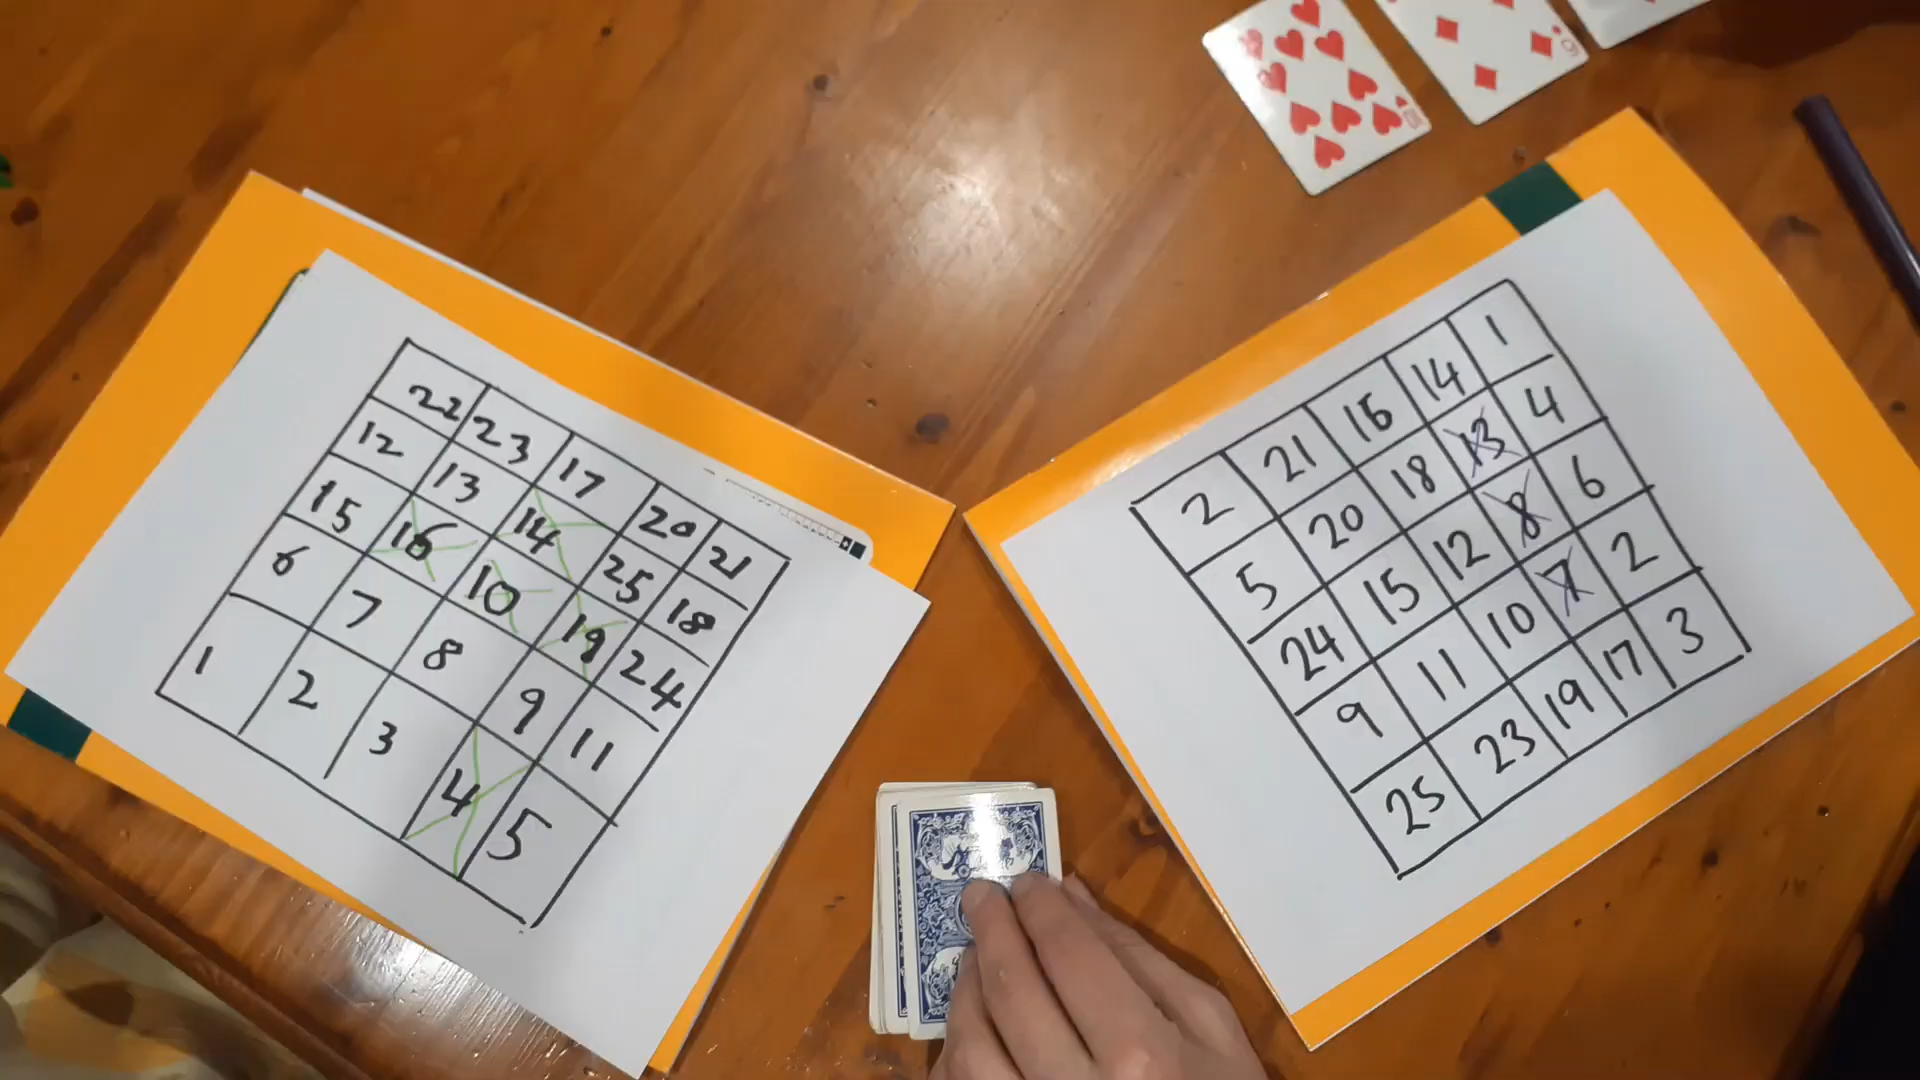 22 23 17 20 21
12 13 14 25 18
15 16 10 19 24
6 7 8 9 11
1 2 3 4 5
2 21 16 14 1
5 20 18 13 4
24 15 12 8 6
9 11 10 7 2
25 23 19 17 3
10
9